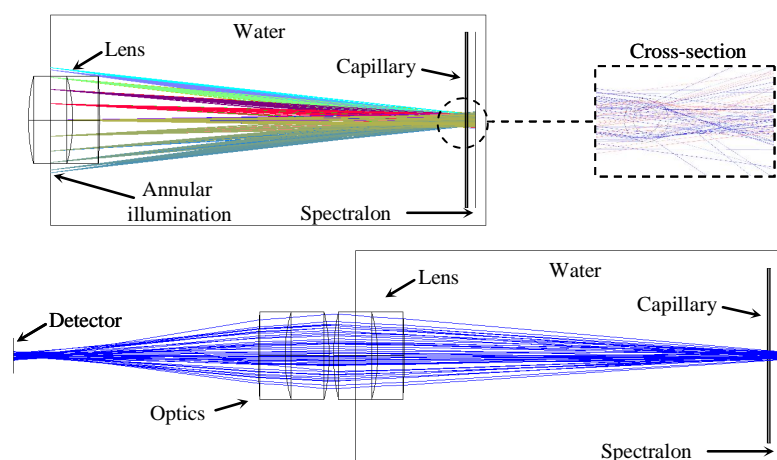 Water
Lens
Capillary
Cross-section
Annular
illumination
Spectralon
Water
Lens
Capillary
Detector
Optics
Spectralon